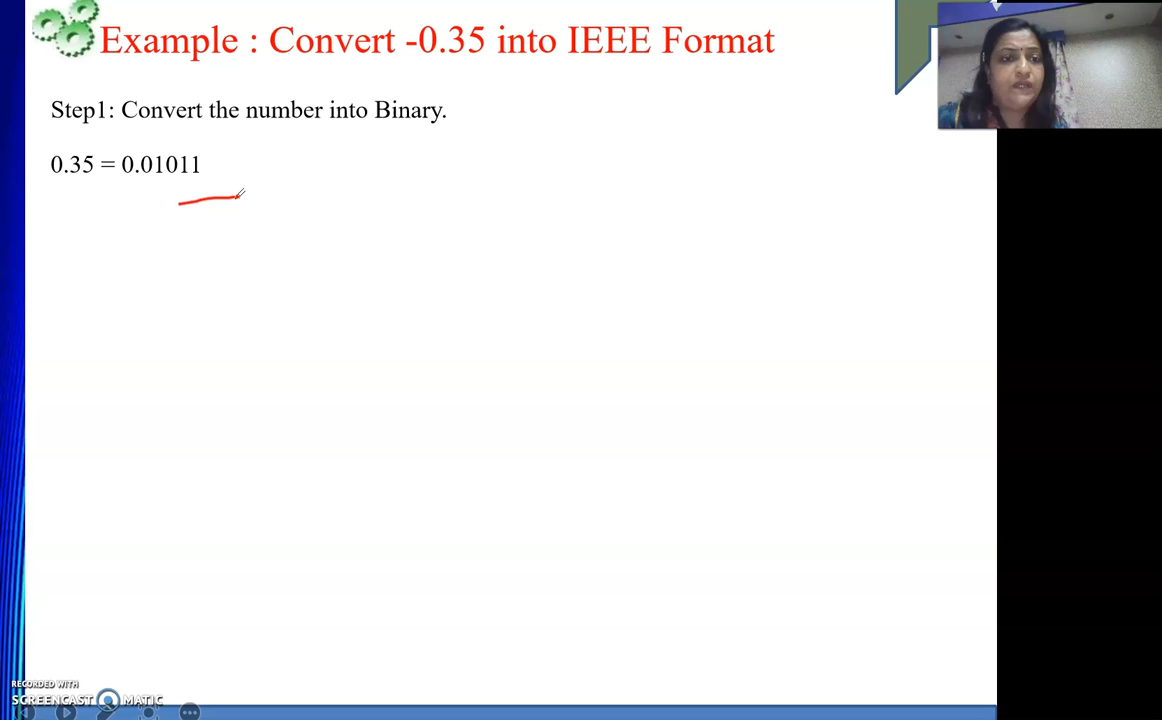 Example : Convert -0.35 into IEEE Format
Step1: Convert the number into Binary.
0.35 = 0.01011
RECORDED WITH
SCREENCAST MATIC